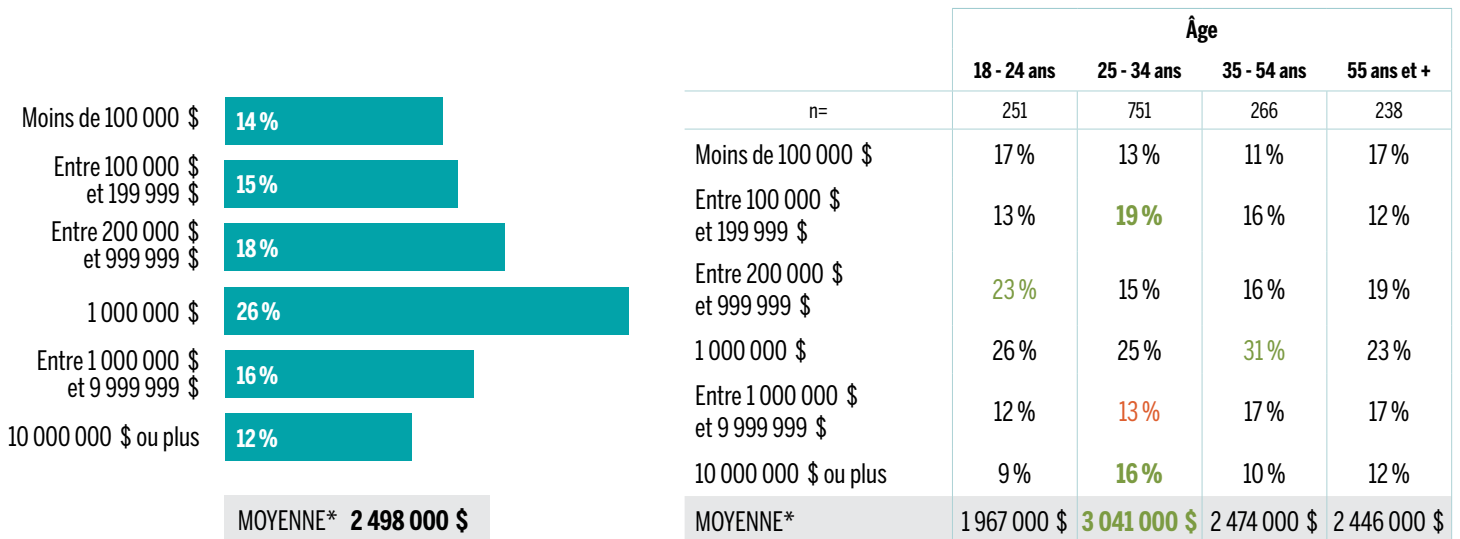 Moins de 100 000 $ 14 %
Entre 100 000 $
et 199 999 $ 15 %
Entre 200 000 $
et 999 999 $ 18 %
1 000 000 $ 26 %
Entre 1 000 000 $
et 9 999 999 $ 16 %
10 000 000 $ ou plus 12 %
MOYENNE* 2 498 000 $
Âge
18 - 24 ans 25 - 34 ans 35 - 54 ans 55 ans et +
n= 251 751 266 238
Moins de 100 000 $ 17 % 13 % 11 % 17 %
Entre 100 000 $
et 199 999 $ 13 % 19 % 16 % 12 %
Entre 200 000 $
et 999 999 $ 23 % 15 % 16 % 19 %
1 000 000 $ 26 % 25 % 31 % 23 %
Entre 1 000 000 $
et 9 999 999 $ 12 % 13 % 17 % 17 %
10 000 000 $ ou plus 9 % 16 % 10 % 12 %
MOYENNE* 1 967 000 $ 3 041 000 $ 2 474 000 $ 2 446 000 $